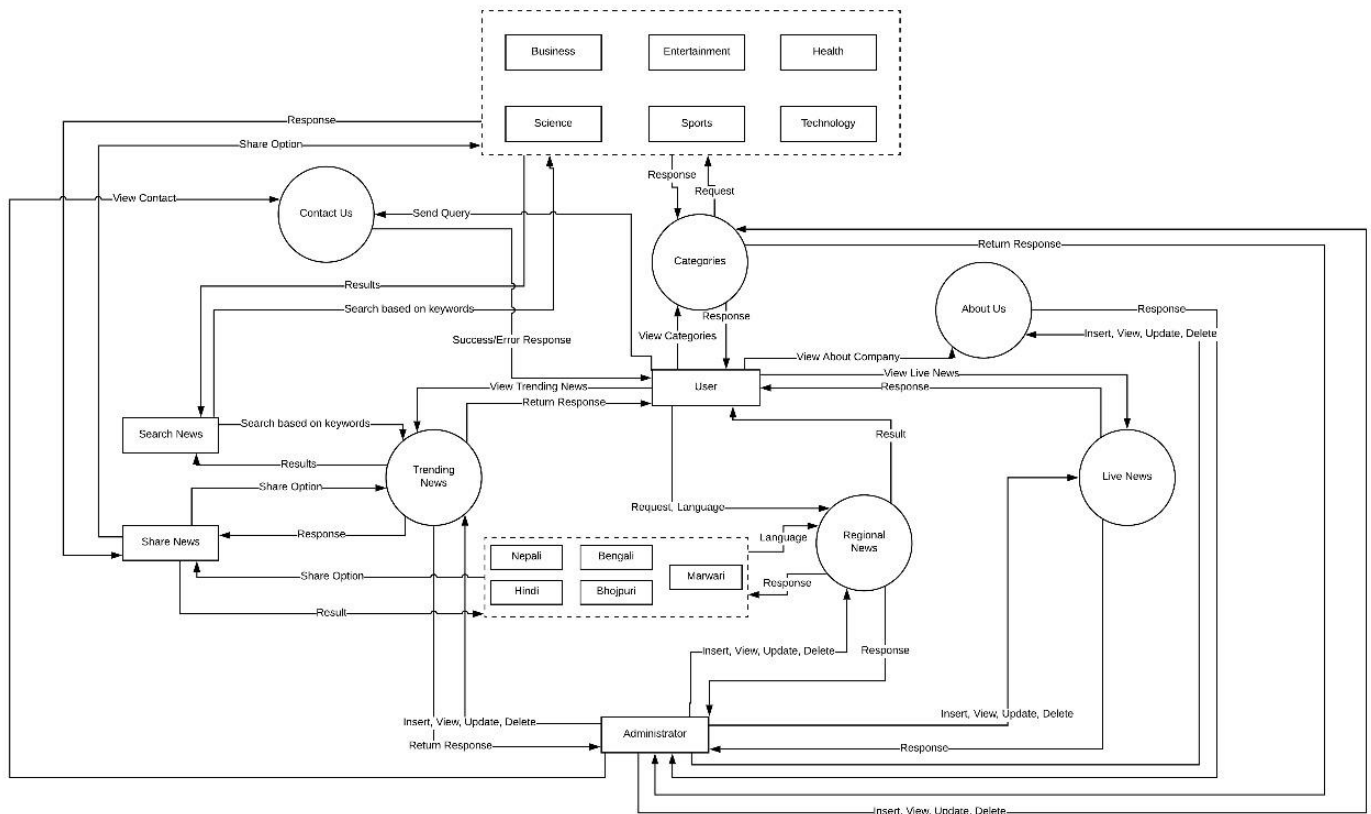 Business
Entertainment
Health
Science
Sports
Technology
Response
Share Option
Response
Request
View Contact
Contact Us
Send Query
Categories
Return Response
Results
Search based on keywords
Response
View Categories
About Us
Response
Insert, View, Update, Delete
Success/Error Response
View About Company
View Live News
View Trending News
User
Response
Return Response
Search News
Search based on keywords
Result
Results
Trending
News
Live News
Share Option
Request, Language
Share News
Response
Regional
News
Language
Nepali
Bengali
Marwari
Share Option
Response
Hindi
Bhojpuri
Result
Insert, View, Update, Delete
Response
Insert, View, Update, Delete
Insert, View, Update, Delete
Administrator
Return Response
Response
Insert, View, Update, Delete